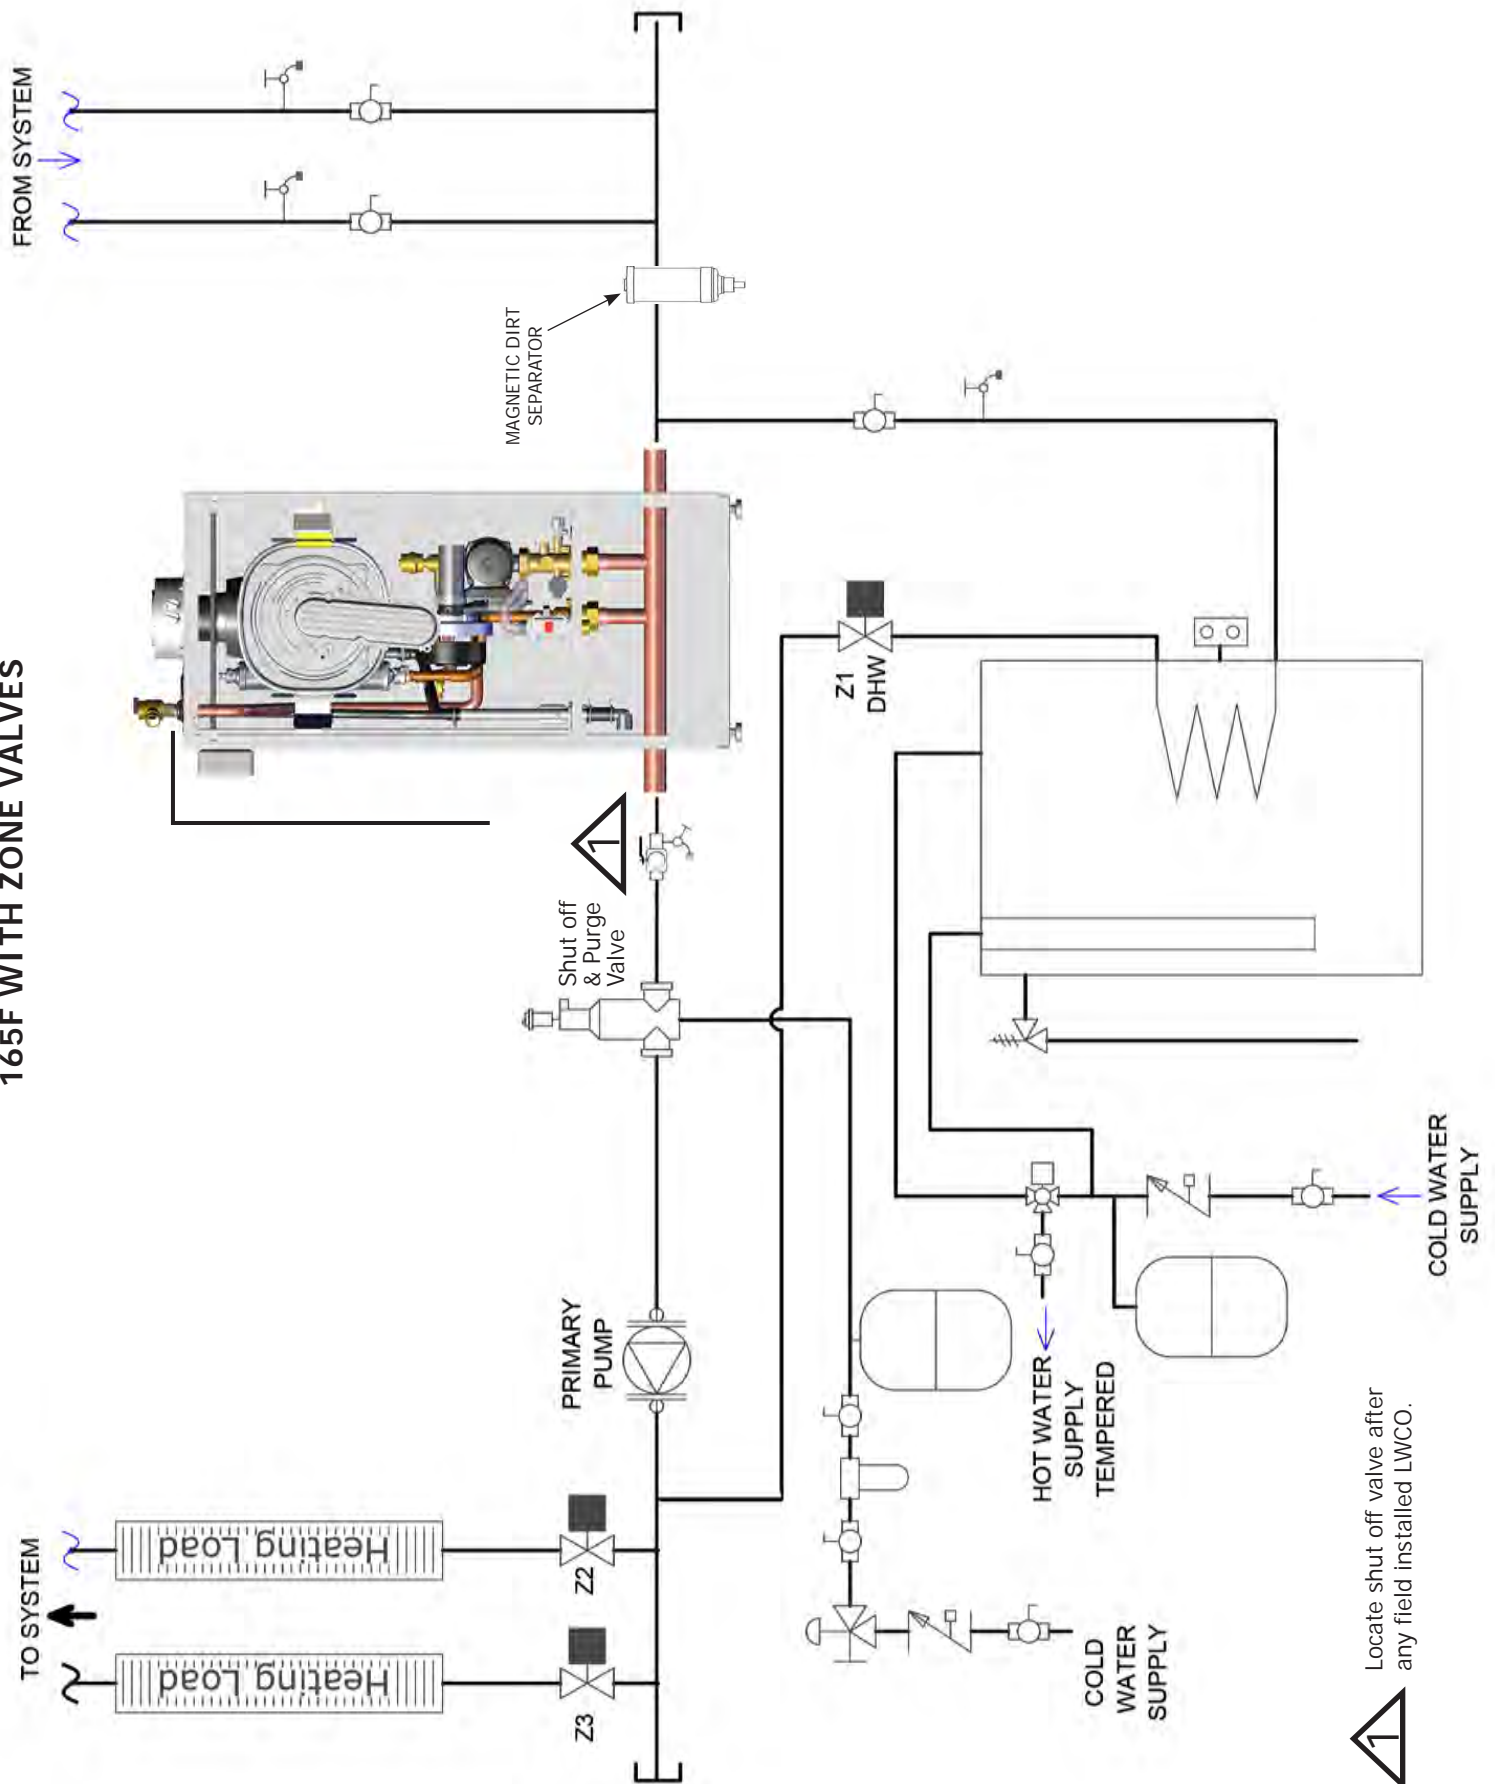 165F WITH ZONE VALVES
TO SYSTEM
FROM SYSTEM
Heating Load
Heating Load
Z3
Z2
PRIMARY
PUMP
Shut off
& Purge
Valve
1
MAGNETIC DIRT
SEPARATOR
Z1
DHW
COLD
WATER
SUPPLY
HOT WATER
SUPPLY
TEMPERED
COLD WATER
SUPPLY
1
Locate shut off valve after
any field installed LWCO.